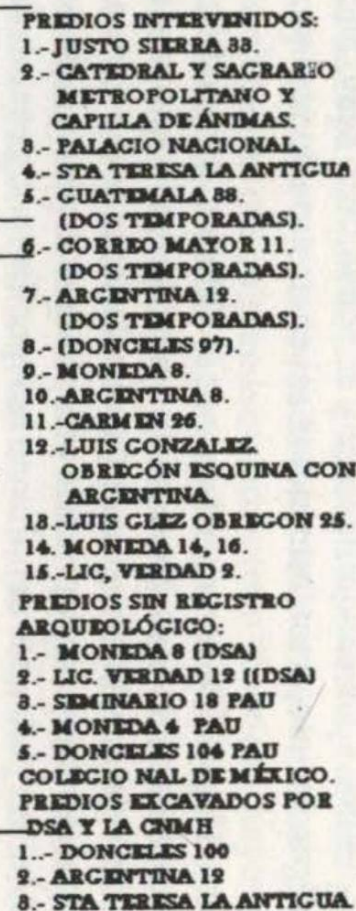 PREDIOS INTERVENIDOS:
1.- JUSTO SIERRA 33.
2.- CATEDRAL Y SAGRARIO
METROPOLITANO Y
CAPILLA DE ÁNIMAS.
3.- PALACIO NACIONAL
4.- STA TERESA LA ANTIGUA
5.- GUATEMALA 38.
(DOS TEMPORADAS).
6.- CORREO MAYOR 11.
(DOS TEMPORADAS).
7.- ARGENTINA 12.
(DOS TEMPORADAS).
8.- (DONCELES 97).
9.- MONEDA 8.
10.-ARGENTINA 8.
11.-CARMEN 26.
12.-LUIS GONZALEZ
OBREGÓN ESQUINA CON
ARGENTINA.
13.-LUIS GLEZ OBREGON 25.
14. MONEDA 14, 16.
15.-LIC, VERDAD 2.
PREDIOS SIN REGISTRO
ARQUEOLÓGICO:
1.- MONEDA 8 (DSA)
2.- LIC. VERDAD 12 ((DSA)
3.- SEMINARIO 18 PAU
4.- MONEDA 4 PAU
5.- DONCELES 104 PAU
COLEGIO NAL DE MÉXICO.
PREDIOS EXCAVADOS POR
DSA Y LA CNMH
1..- DONCELES 100
2.- ARGENTINA 12
3.- STA TERESA LA ANTIGUA